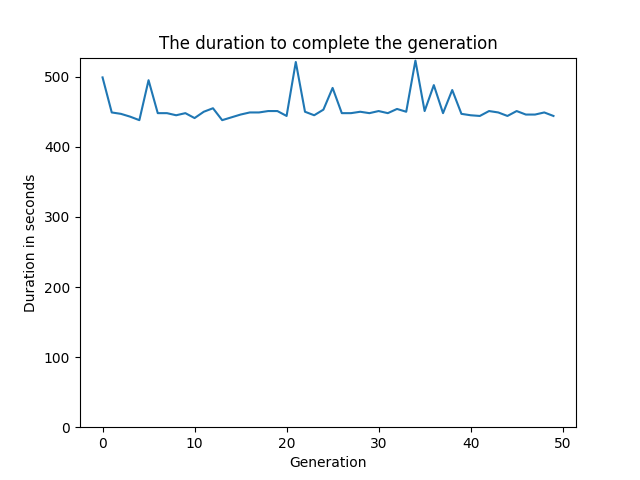 The duration to complete the generation
500
400
300
200
100
0
Duration in seconds
0 10 20 30 40 50
Generation